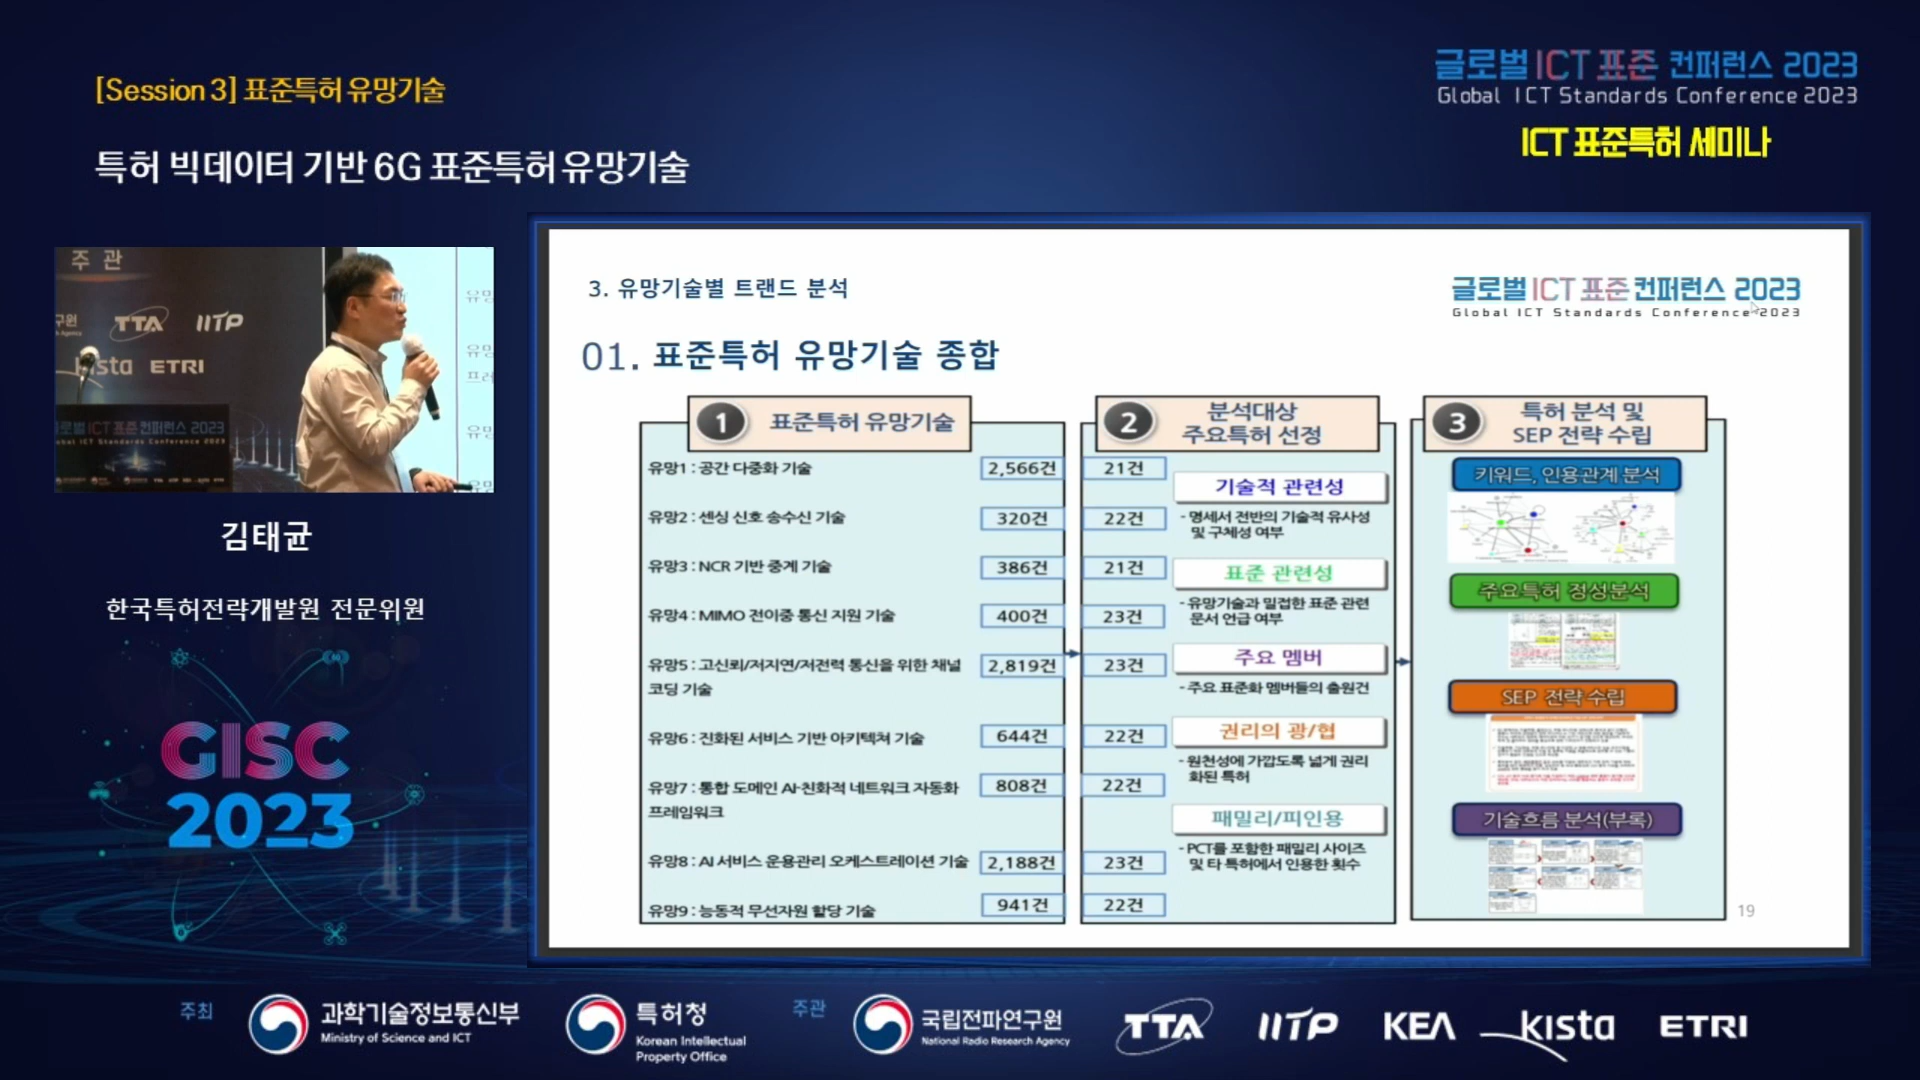 [Session 3] 표준특허 유망기술
특허 빅데이터 기반 6G 표준특허 유망기술
글로벌 ICT 표준 컨퍼런스 2023
Global ICT Standards Conference 2023
ICT 표준특허 세미나
주 관
TTA IITP
kista ETRI
글로벌 ICT 표준 컨퍼런스 2023
김태균
한국특허전략개발원 전문위원
GISC
2023
3. 유망기술별 트랜드 분석
글로벌 ICT 표준 컨퍼런스 2023
Global ICT Standards Conference 2023
01. 표준특허 유망기술 종합
1 표준특허 유망기술
유망1 : 공간 다중화 기술 2,566건
유망2 : 센싱 신호 송수신 기술 320건
유망3 : NCR 기반 중계 기술 386건
유망4 : MIMO 전이중 통신 지원 기술 400건
유망5 : 고신뢰/저지연/저전력 통신을 위한 채널 2,819건
코딩 기술
유망6 : 진화된 서비스 기반 아키텍쳐 기술 644건
유망7 : 통합 도메인 AI-친화적 네트워크 자동화 808건
프레임워크
유망8 : AI 서비스 운용관리 오케스트레이션 기술 2,188건
유망9 : 능동적 무선자원 할당 기술 941건
2 분석대상
주요특허 선정
21건
22건
21건
23건
23건
22건
22건
23건
22건
기술적 관련성
- 명세서 전반의 기술적 유사성
및 구체성 여부
표준 관련성
- 유망기술과 밀접한 표준 관련
문서 언급 여부
주요 멤버
- 주요 표준화 멤버들의 출원건
권리의 광/협
- 원천성에 가깝도록 넓게 권리
화된 특허
패밀리/피인용
- PCT를 포함한 패밀리 사이즈
및 타 특허에서 인용한 횟수
3 특허 분석 및
SEP 전략 수립
키워드, 인용관계 분석
주요특허 정성분석
SEP 전략 수립
기술흐름 분석(부록)
19
주최
과학기술정보통신부
Ministry of Science and ICT
특허청
Korean Intellectual
Property Office
주관
국립전파연구원
National Radio Research Agency
TTA
IITP
KEA
kista
ETRI